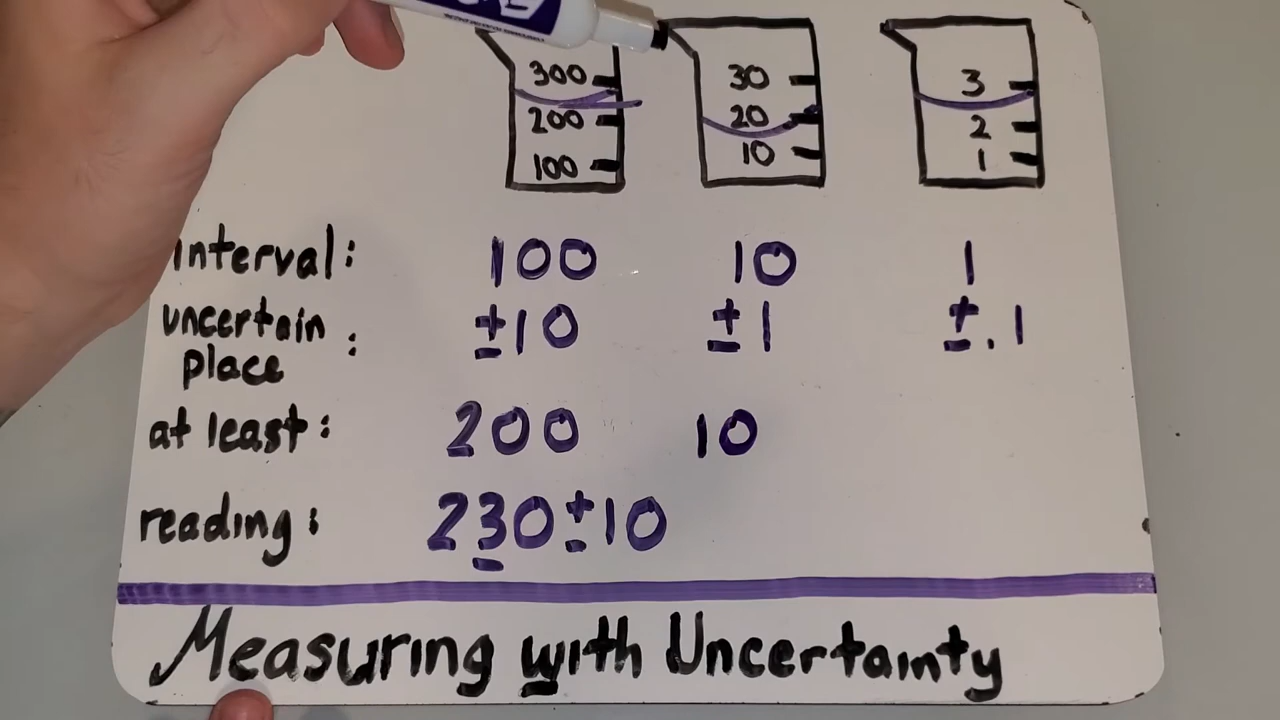 300 30 3
200 20 2
100 10 1
interval: 100 10 1
uncertain place: ±10 ±1 ±.1
at least: 200 10
reading: 230±10
Measuring with Uncertainty